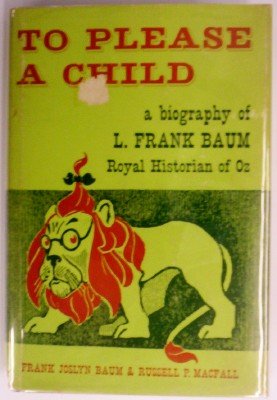 TO PLEASE
A CHILD
a biography of
L. FRANK BAUM
Royal Historian of Oz
FRANK JOSLYN BAUM & RUSSELL P. MACFALL